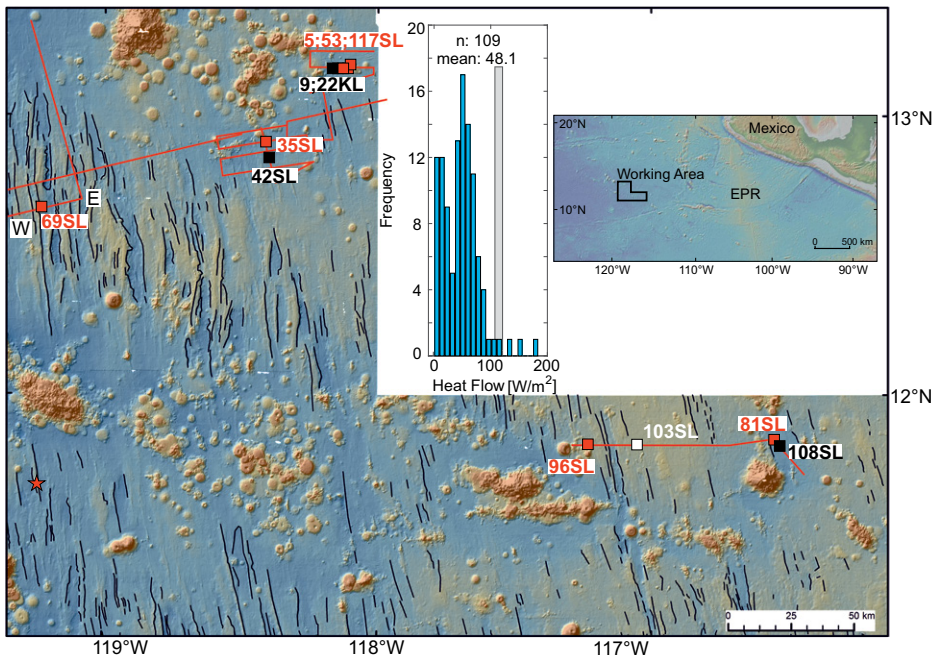 5:53;117SL
9;22KL
35SL
42SL
E
W
69SL
20
16
12
8
4
0
Frequency
n: 109
mean: 48.1
0
100
200
Heat Flow [W/m²]
20°N
10°N
Mexico
Working Area
EPR
0 500 km
120°W
110°W
100°W
90°W
13°N
12°N
103SL
81SL
96SL
108SL
0 25 50 km
119°W
118°W
117°W